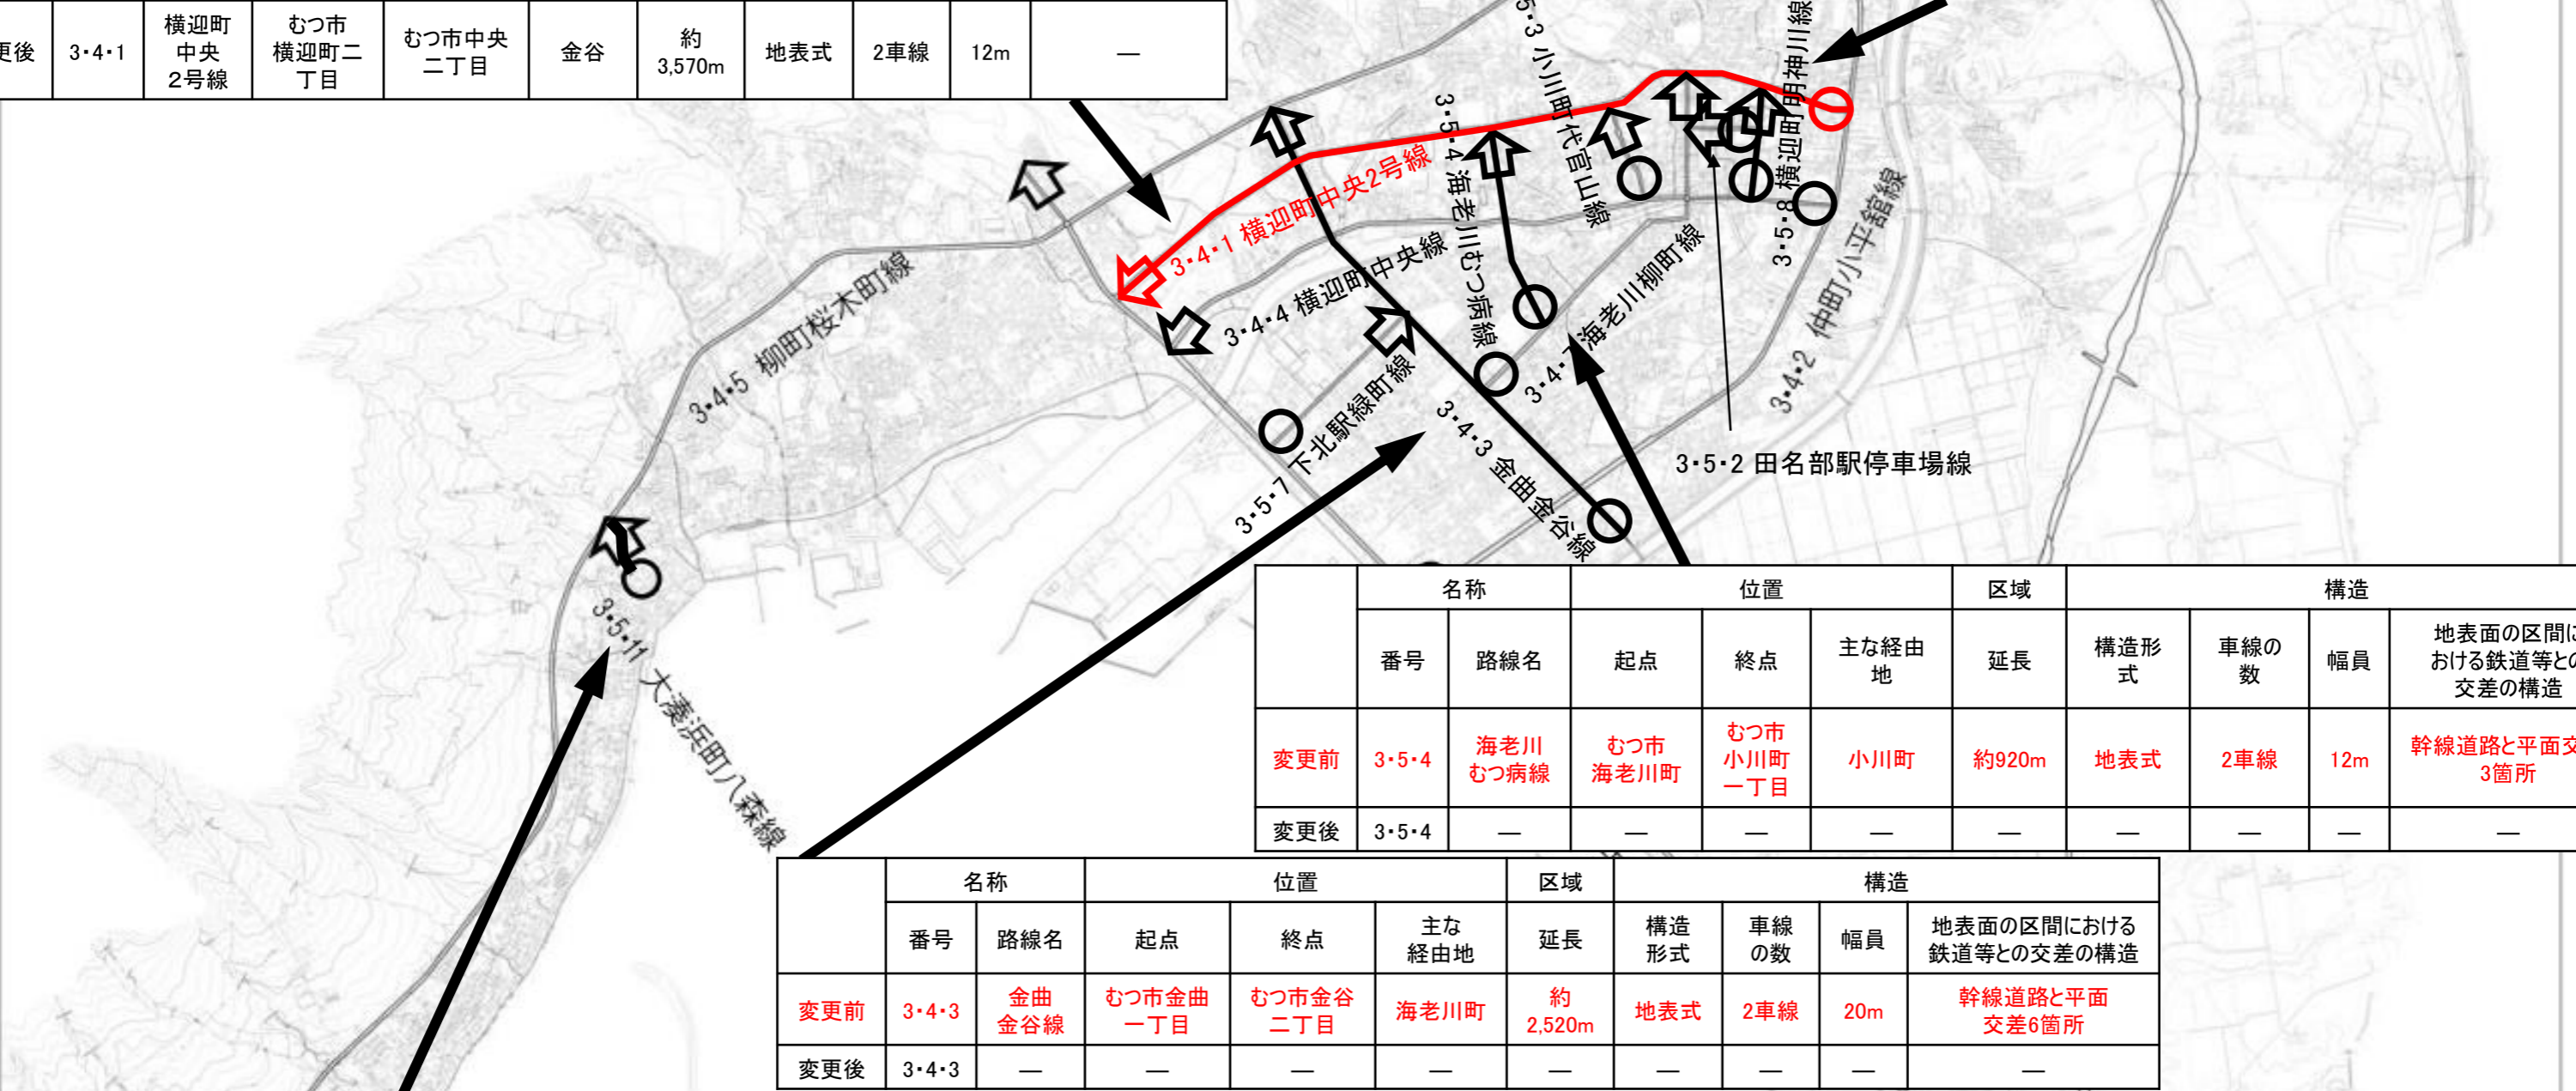 更後 3・4・1 横迎町中央2号線 むつ市横迎町二丁目 むつ市中央二丁目 金谷 約3,570m 地表式 2車線 12m ―
5・3 小川町代官山線
3・5・8 横迎町明神川線
3・5・4 海老川むつ病線
3・4・1 横迎町中央2号線
3・4・4 横迎町中央線
3・4・7 海老川柳町線
3・4・2 仲町小平舘線
3・4・5 柳町桜木町線
3・5・7 下北駅緑町線
3・4・3 金曲金谷線
3・5・2 田名部駅停車場線
3・5・11 大湊浜町八森線
名称 位置 区域 構造
番号 路線名 起点 終点 主な経由地 延長 構造形式 車線の数 幅員 地表面の区間における鉄道等との交差の構造
変更前 3・5・4 海老川むつ病線 むつ市海老川町 むつ市小川町一丁目 小川町 約920m 地表式 2車線 12m 幹線道路と平面交 3箇所
変更後 3・5・4 ― ― ― ― ― ― ― ― ―
名称 位置 区域 構造
番号 路線名 起点 終点 主な経由地 延長 構造形式 車線の数 幅員 地表面の区間における鉄道等との交差の構造
変更前 3・4・3 金曲金谷線 むつ市金曲一丁目 むつ市金谷二丁目 海老川町 約2,520m 地表式 2車線 20m 幹線道路と平面交差6箇所
変更後 3・4・3 ― ― ― ― ― ― ― ― ―